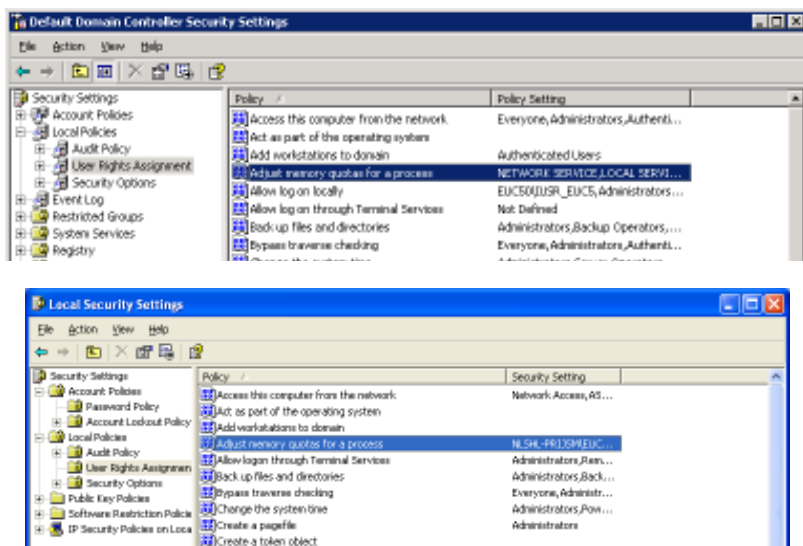 Default Domain Controller Security Settings
File Action View Help
Security Settings
Account Policies
Local Policies
Audit Policy
User Rights Assignment
Security Options
Event Log
Restricted Groups
System Services
Registry
Policy Policy Setting
Access this computer from the network Everyone,Administrators,Authenti...
Act as part of the operating system
Add workstations to domain Authenticated Users
Adjust memory quotas for a process NETWORK SERVICE,LOCAL SERVI...
Allow log on locally Administrators...
Allow log on through Terminal Services Not Defined
Back up files and directories Administrators,Backup Operators,...
Bypass traverse checking Everyone,Administrators,Authenti...
Change the system time
Local Security Settings
File Action View Help
Security Settings
Account Policies
Password Policy
Account Lockout Policy
Local Policies
Audit Policy
User Rights Assignmen
Security Options
Public Key Policies
Software Restriction Policie
IP Security Policies on Loca
Policy Security Setting
Access this computer from the network Network Access,AS...
Act as part of the operating system
Add workstations to domain
Adjust memory quotas for a process
Allow logon through Terminal Services Administrators,Rem...
Back up files and directories Administrators,Back...
Bypass traverse checking Everyone,Administr...
Change the system time Administrators,Pow...
Create a pagefile Administrators
Create a token object